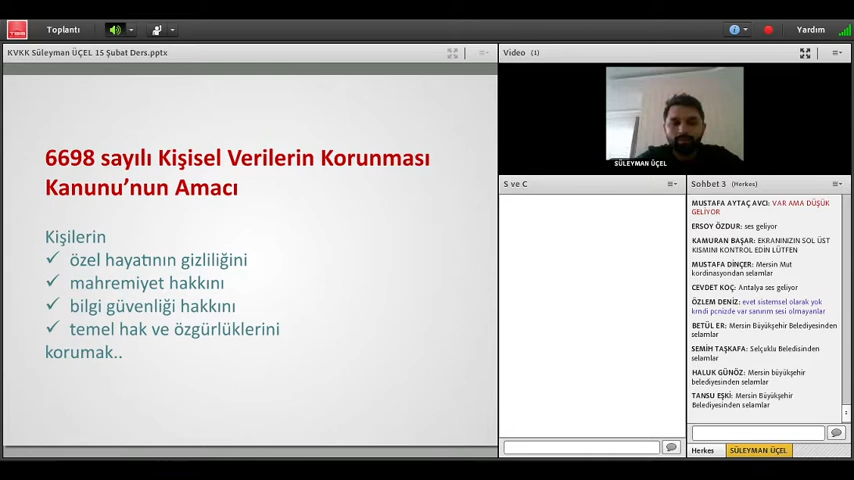 Toplantı
Yardım
KVKK Süleyman ÜÇEL 15 Şubat Ders.pptx
6698 sayılı Kişisel Verilerin Korunması
Kanunu'nun Amacı
Kişilerin
✓ özel hayatının gizliliğini
✓ mahremiyet hakkını
✓ bilgi güvenliği hakkını
✓ temel hak ve özgürlüklerini
korumak..
Video (1)
SÜLEYMAN ÜÇEL
S ve C
Sohbet 3 (Herkes)
MUSTAFA AYTAÇ AVCI: VAR AMA DÜŞÜK
GELİYOR
ERSOY ÖZDUR: ses geliyor
KAMURAN BAŞAR: EKRANINIZIN SOL ÜST
KISMINI KONTROL EDİN LÜTFEN
MUSTAFA DİNÇER: Mersin Mut
kordinasyondan selamlar
CEVDET KOÇ: Antalya ses geliyor
ÖZLEM DENİZ: evet sistemsel olarak yok
kmdi pcnizde var sanırım sesi olmayanlar
BETÜL ER: Mersin Büyükşehir Belediyesinden
selamlar
SEMİH TAŞKAFA: Selçuklu Beledisinden
selamlar
HALUK GÜNÖZ: Mersin büyükşehir
belediyesinden selamlar
TANSU EŞKİ: Mersin Büyükşehir
Belediyesinden selamlar
Herkes
SÜLEYMAN ÜÇEL